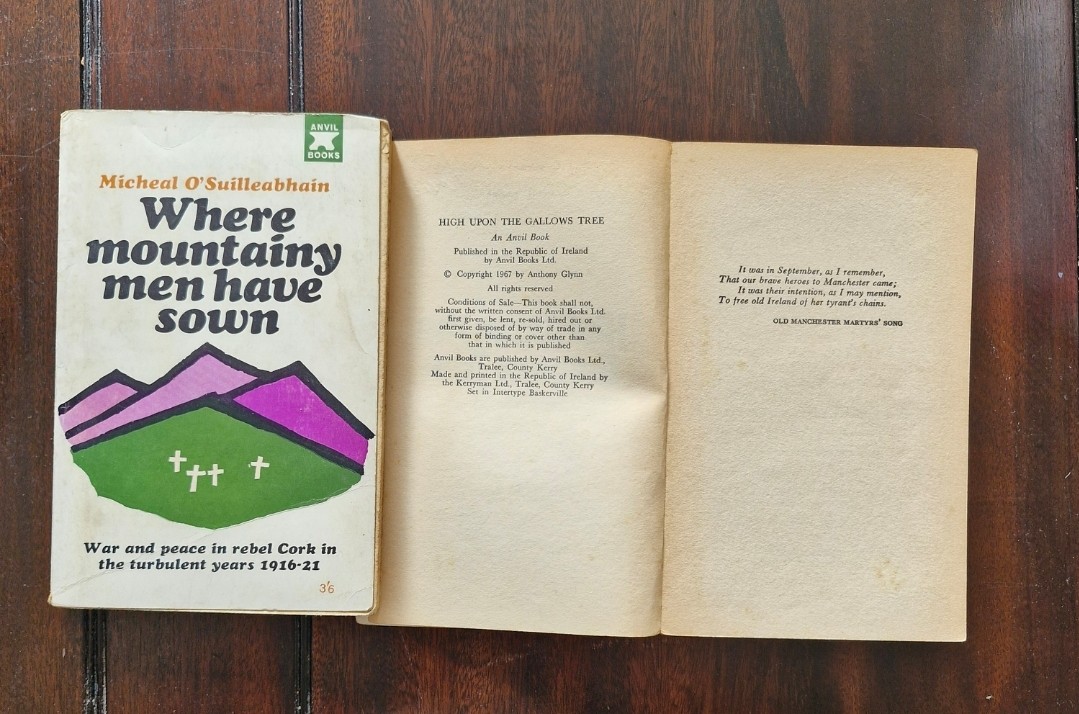 ANVIL
BOOKS
Micheal O'Suilleabhain
Where
mountainy
men have
sown
War and peace in rebel Cork in
the turbulent years 1916-21
3'6
HIGH UPON THE GALLOWS TREE
An Anvil Book
Published in the Republic of Ireland
by Anvil Books Ltd.
© Copyright 1967 by Anthony Glynn
All rights reserved
Conditions of Sale—This book shall not,
without the written consent of Anvil Books Ltd.
first given, be lent, re-sold, hired out or
otherwise disposed of by way of trade in any
form of binding or cover other than
that in which it is published
Anvil Books are published by Anvil Books Ltd.,
Tralee, County Kerry
Made and printed in the Republic of Ireland by
the Kerryman Ltd., Tralee, County Kerry
Set in Intertype Baskerville
It was in September, as I remember,
That our brave heroes to Manchester came;
It was their intention, as I may mention,
To free old Ireland of her tyrant's chains.
OLD MANCHESTER MARTYRS' SONG